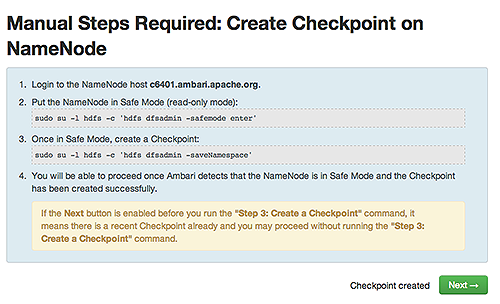 Manual Steps Required: Create Checkpoint on
NameNode
1. Login to the NameNode host c6401.ambari.apache.org.
2. Put the NameNode in Safe Mode (read-only mode):
sudo su -l hdfs -c 'hdfs dfsadmin -safemode enter'
3. Once in Safe Mode, create a Checkpoint:
sudo su -l hdfs -c 'hdfs dfsadmin -saveNamespace'
4. You will be able to proceed once Ambari detects that the NameNode is in Safe Mode and the Checkpoint
has been created successfully.
If the Next button is enabled before you run the "Step 3: Create a Checkpoint" command, it
means there is a recent Checkpoint already and you may proceed without running the "Step 3:
Create a Checkpoint" command.
Checkpoint created Next →